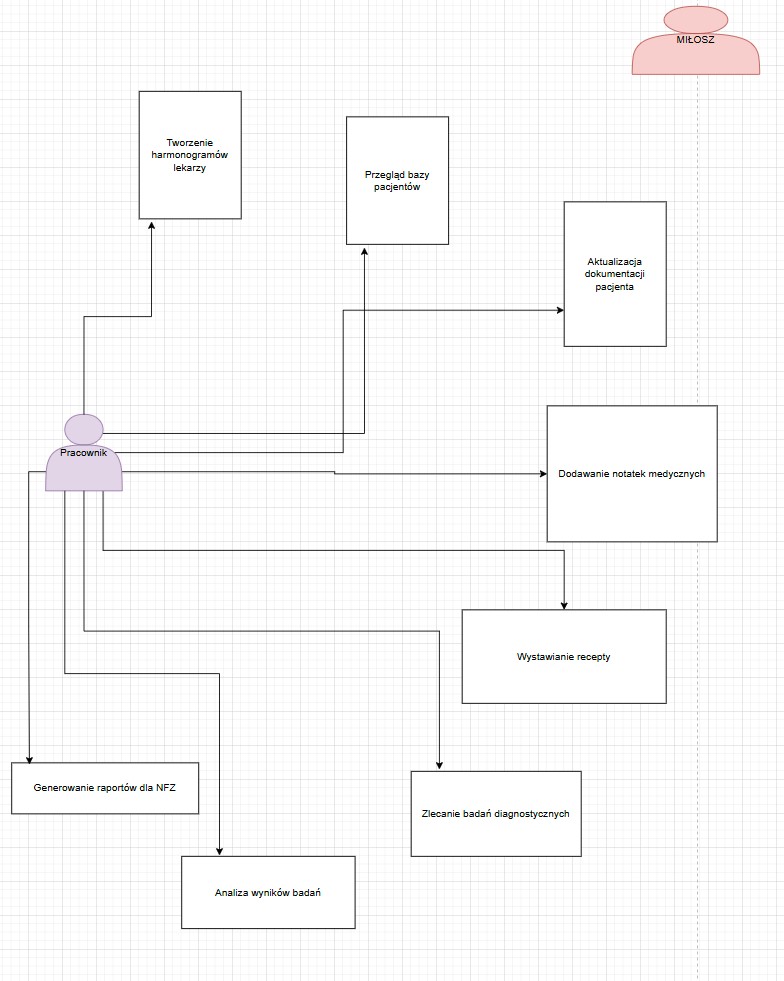 MIŁOSZ
Tworzenie
harmonogramów
lekarzy
Przegląd bazy
pacjentów
Aktualizacja
dokumentacji
pacjenta
Pracownik
Dodawanie notatek medycznych
Wystawianie recepty
Generowanie raportów dla NFZ
Zlecanie badań diagnostycznych
Analiza wyników badań